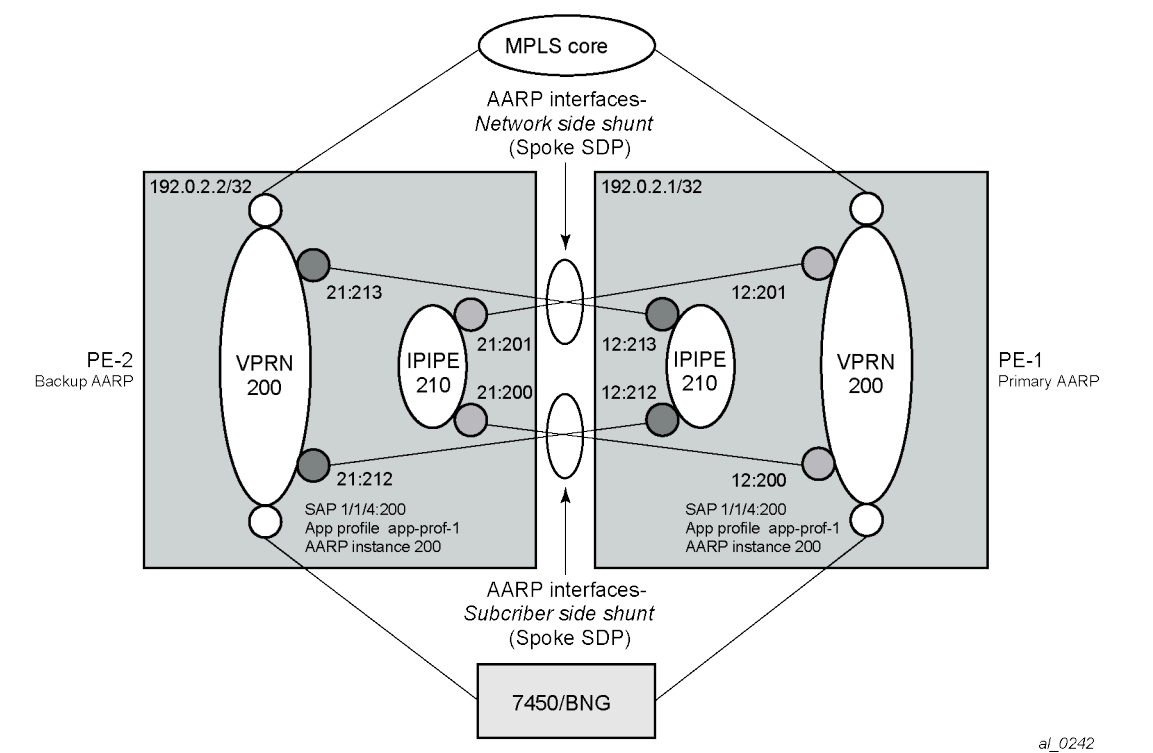 MPLS core
AARP interfaces-
Network side shunt
(Spoke SDP)
192.0.2.2/32
192.0.2.1/32
21:213
12:201
21:201
12:213
PE-2
Backup AARP
VPRN
200
IPIPE
210
IPIPE
210
VPRN
200
PE-1
Primary AARP
21:200
12:212
21:212
12:200
SAP 1/1/4:200
App profile app-prof-1
AARP instance 200
SAP 1/1/4:200
App profile app-prof-1
AARP instance 200
AARP interfaces-
Subcriber side shunt
(Spoke SDP)
7450/BNG
al_0242